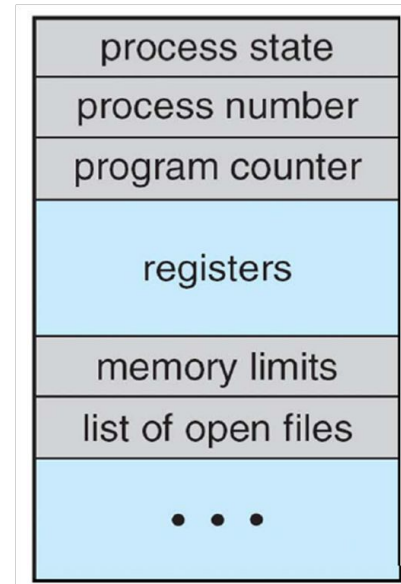 process state
process number
program counter
registers
memory limits
list of open files
• • •